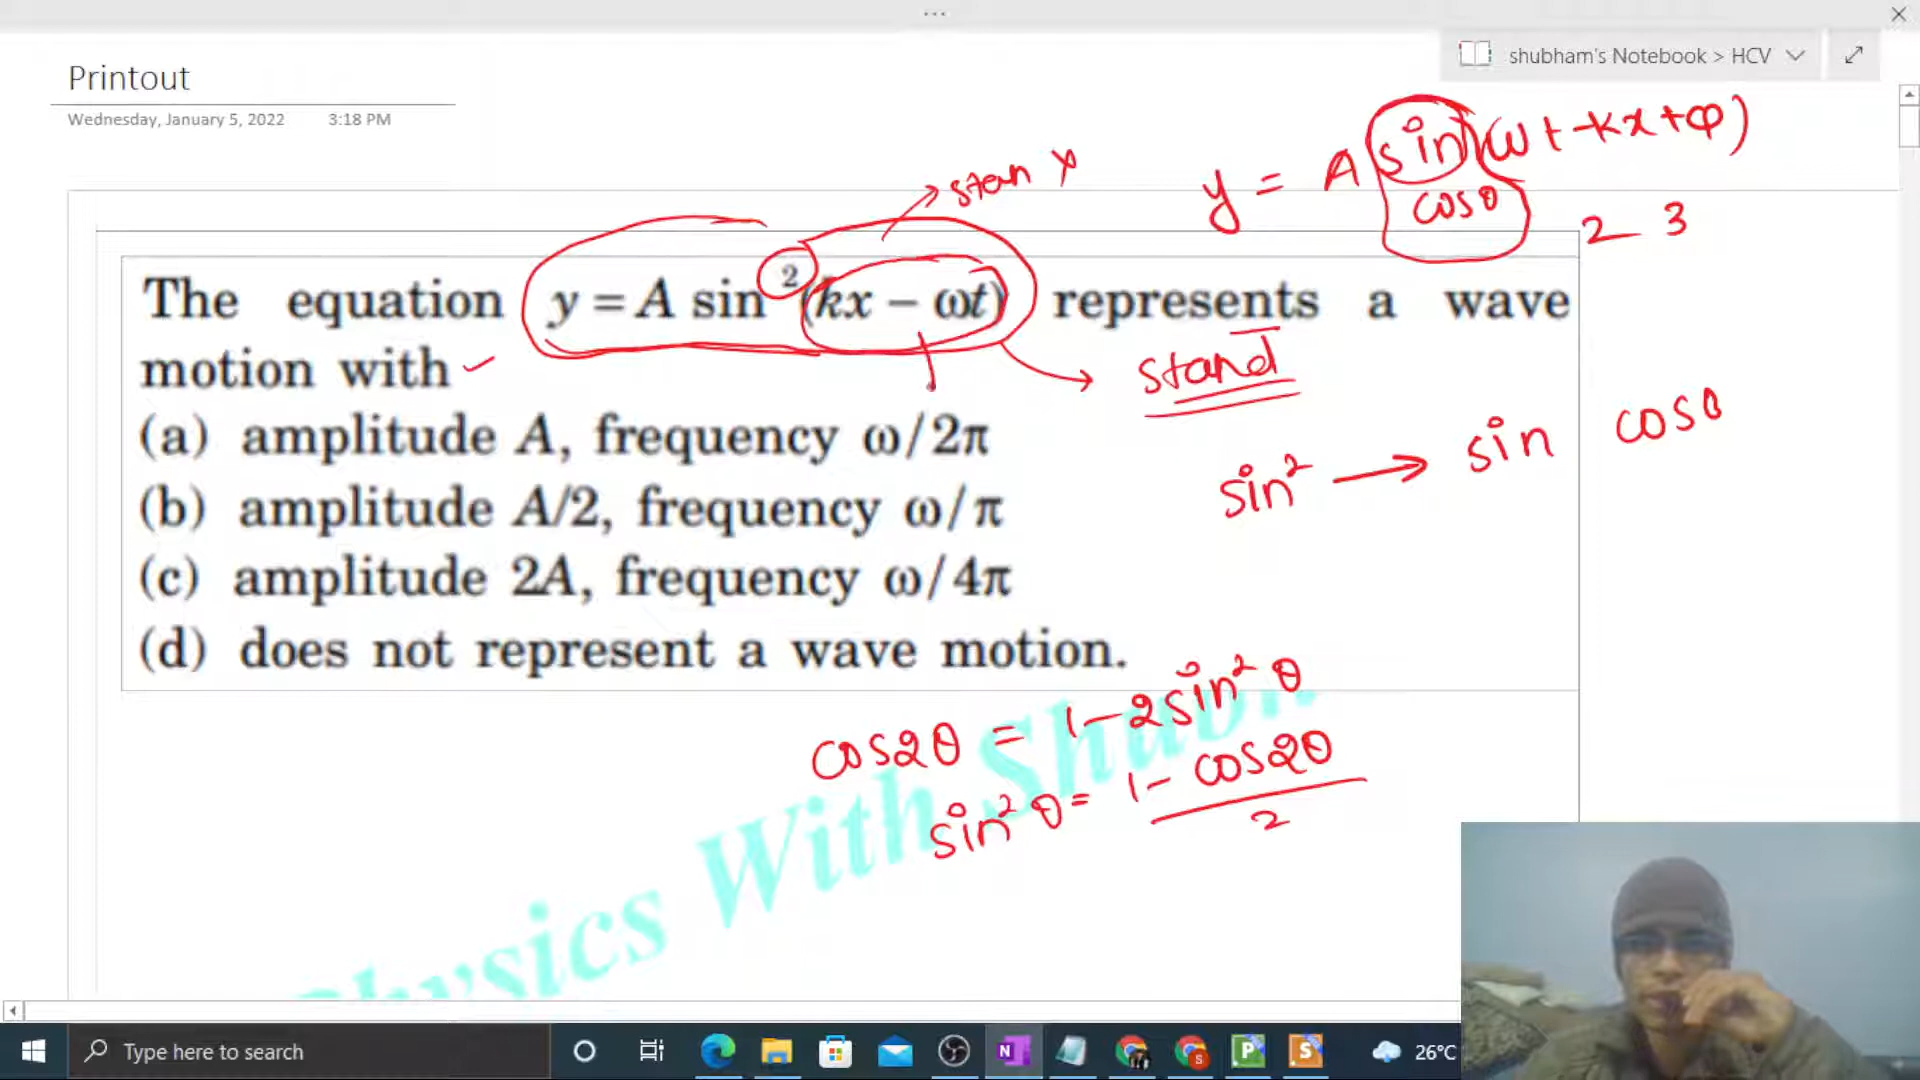 shubham's Notebook > HCV
Printout
Wednesday, January 5, 2022 3:18 PM
y = A sin (ωt - kx + φ)
cosθ
2 3
stan x
The equation y = A sin²(kx − ωt) represents a wave
motion with
stand
(a) amplitude A, frequency ω/2π
(b) amplitude A/2, frequency ω/π
(c) amplitude 2A, frequency ω/4π
(d) does not represent a wave motion.
sin² → sin cosθ
cos2θ = 1 - 2sin²θ
sin²θ = 1 - cos2θ
2
Physics With Shubh
Type here to search
26°C